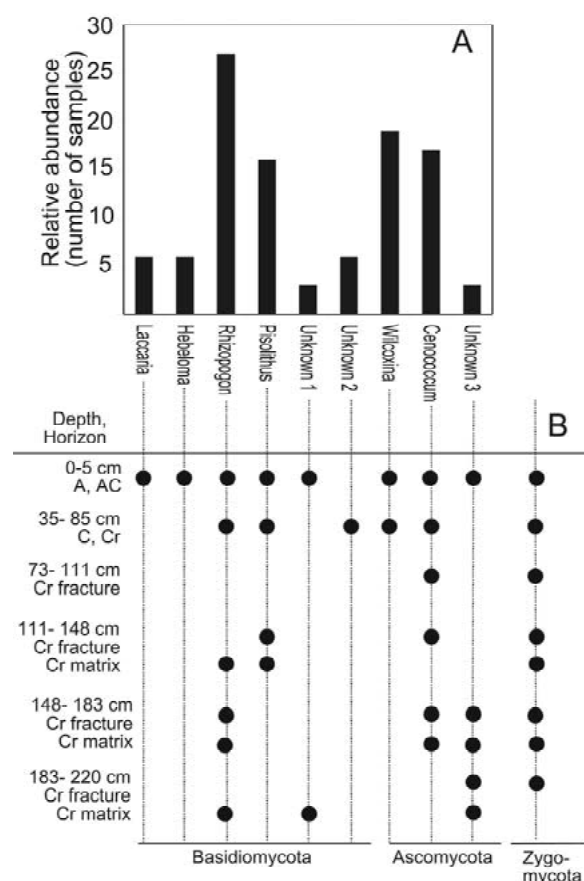 A
Relative abundance
(number of samples)
30
25
20
15
10
5
Laccaria
Hebeloma
Rhizopogon
Pisolithus
Unknown 1
Unknown 2
Wilcoxina
Cenococcum
Unknown 3
B
Depth,
Horizon
0-5 cm
A, AC
35- 85 cm
C, Cr
73- 111 cm
Cr fracture
111- 148 cm
Cr fracture
Cr matrix
148- 183 cm
Cr fracture
Cr matrix
183- 220 cm
Cr fracture
Cr matrix
Basidiomycota
Ascomycota
Zygo-
mycota